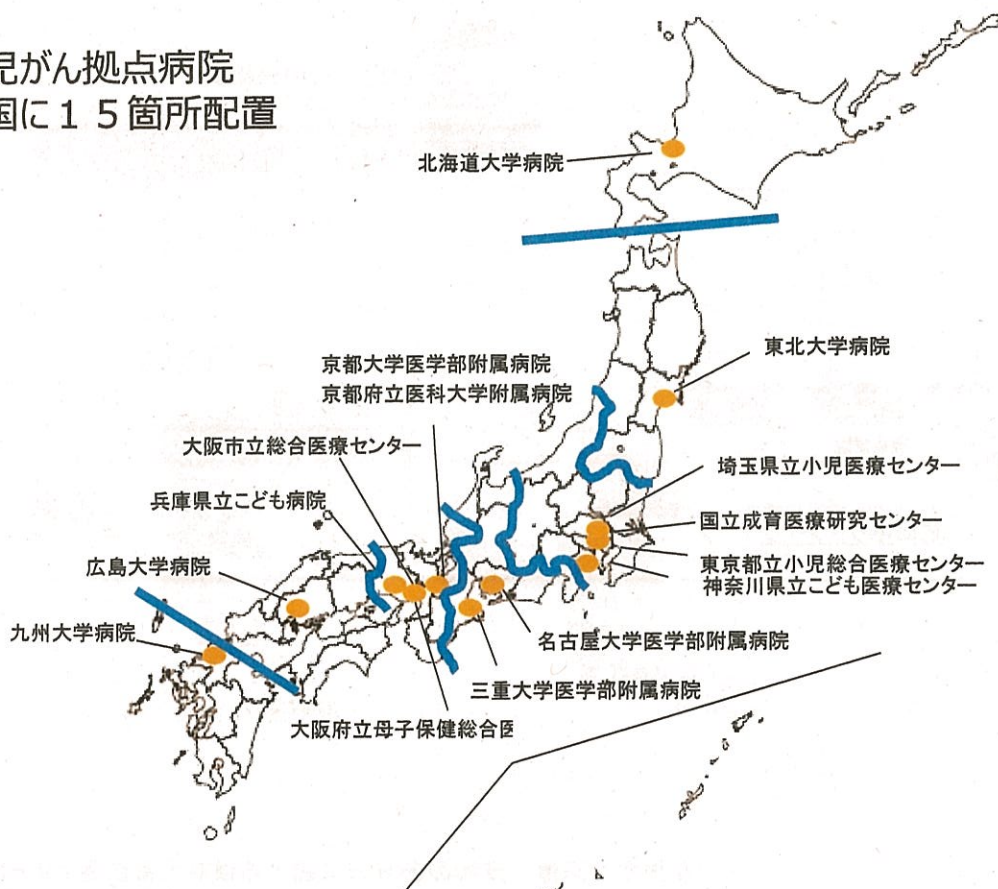 児がん拠点病院
国に１５箇所配置
北海道大学病院
東北大学病院
京都大学医学部附属病院
京都府立医科大学附属病院
大阪市立総合医療センター
埼玉県立小児医療センター
兵庫県立こども病院
国立成育医療研究センター
広島大学病院
東京都立小児総合医療センター
神奈川県立こども医療センター
九州大学病院
名古屋大学医学部附属病院
三重大学医学部附属病院
大阪府立母子保健総合医